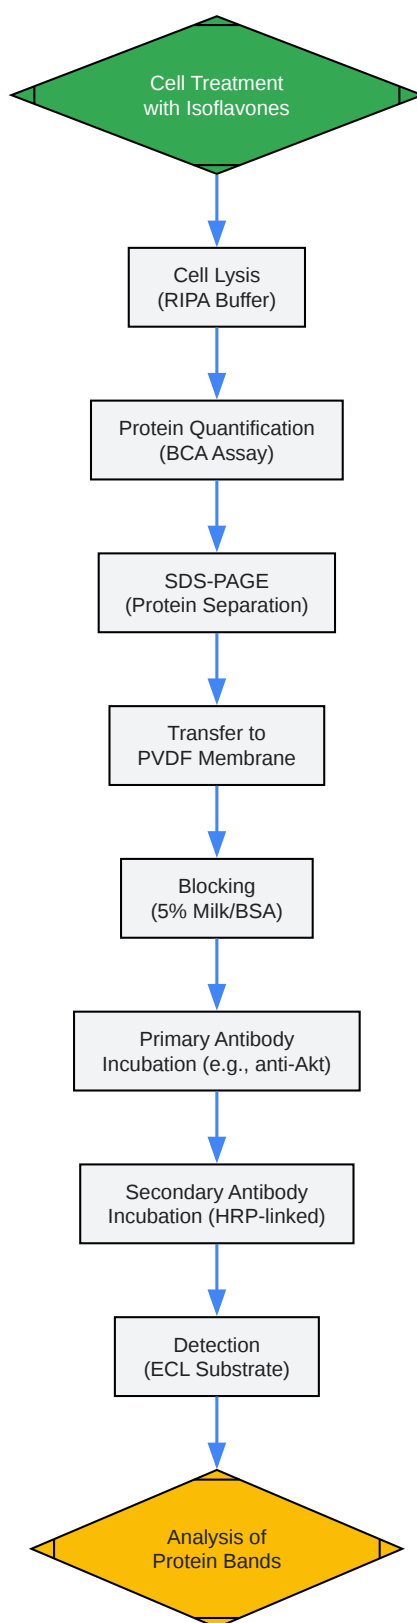 Cell Treatment
with Isoflavones
Cell Lysis
(RIPA Buffer)
Protein Quantification
(BCA Assay)
SDS-PAGE
(Protein Separation)
Transfer to
PVDF Membrane
Blocking
(5% Milk/BSA)
Primary Antibody
Incubation (e.g., anti-Akt)
Secondary Antibody
Incubation (HRP-linked)
Detection
(ECL Substrate)
Analysis of
Protein Bands